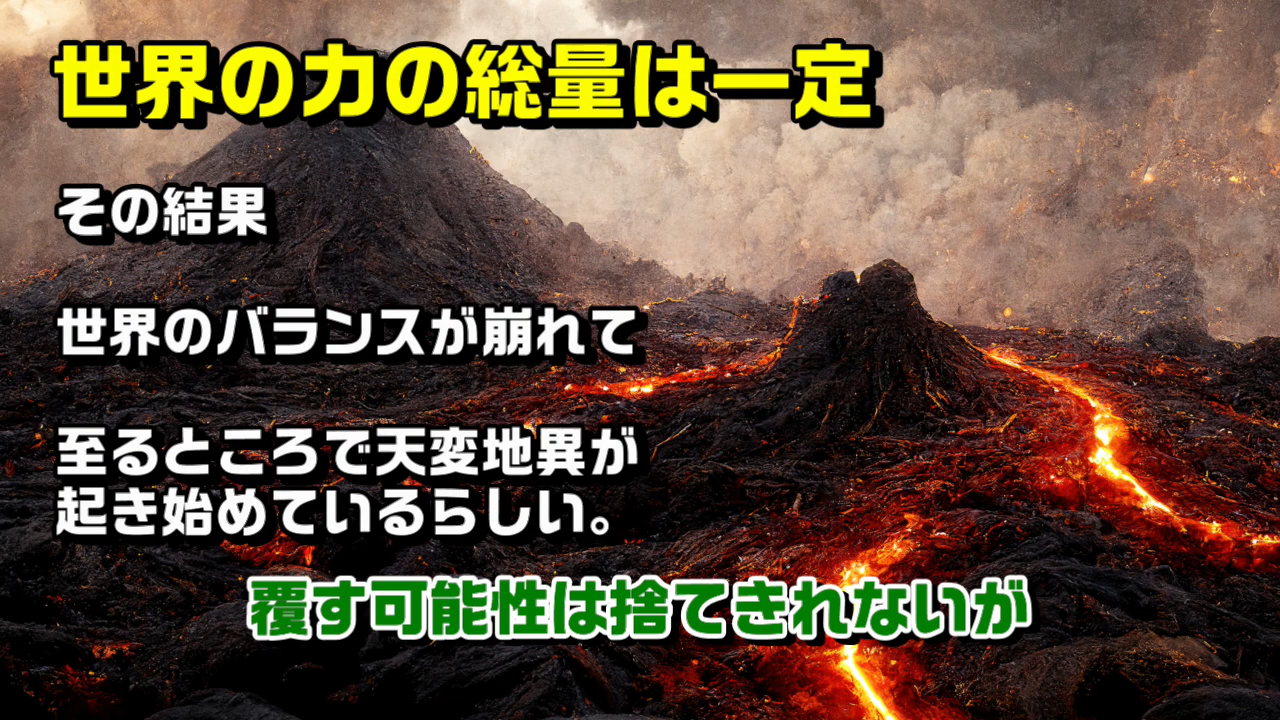 世界の力の総量は一定
その結果
世界のバランスが崩れて
至るところで天変地異が
起き始めているらしい。
覆す可能性は捨てきれないが